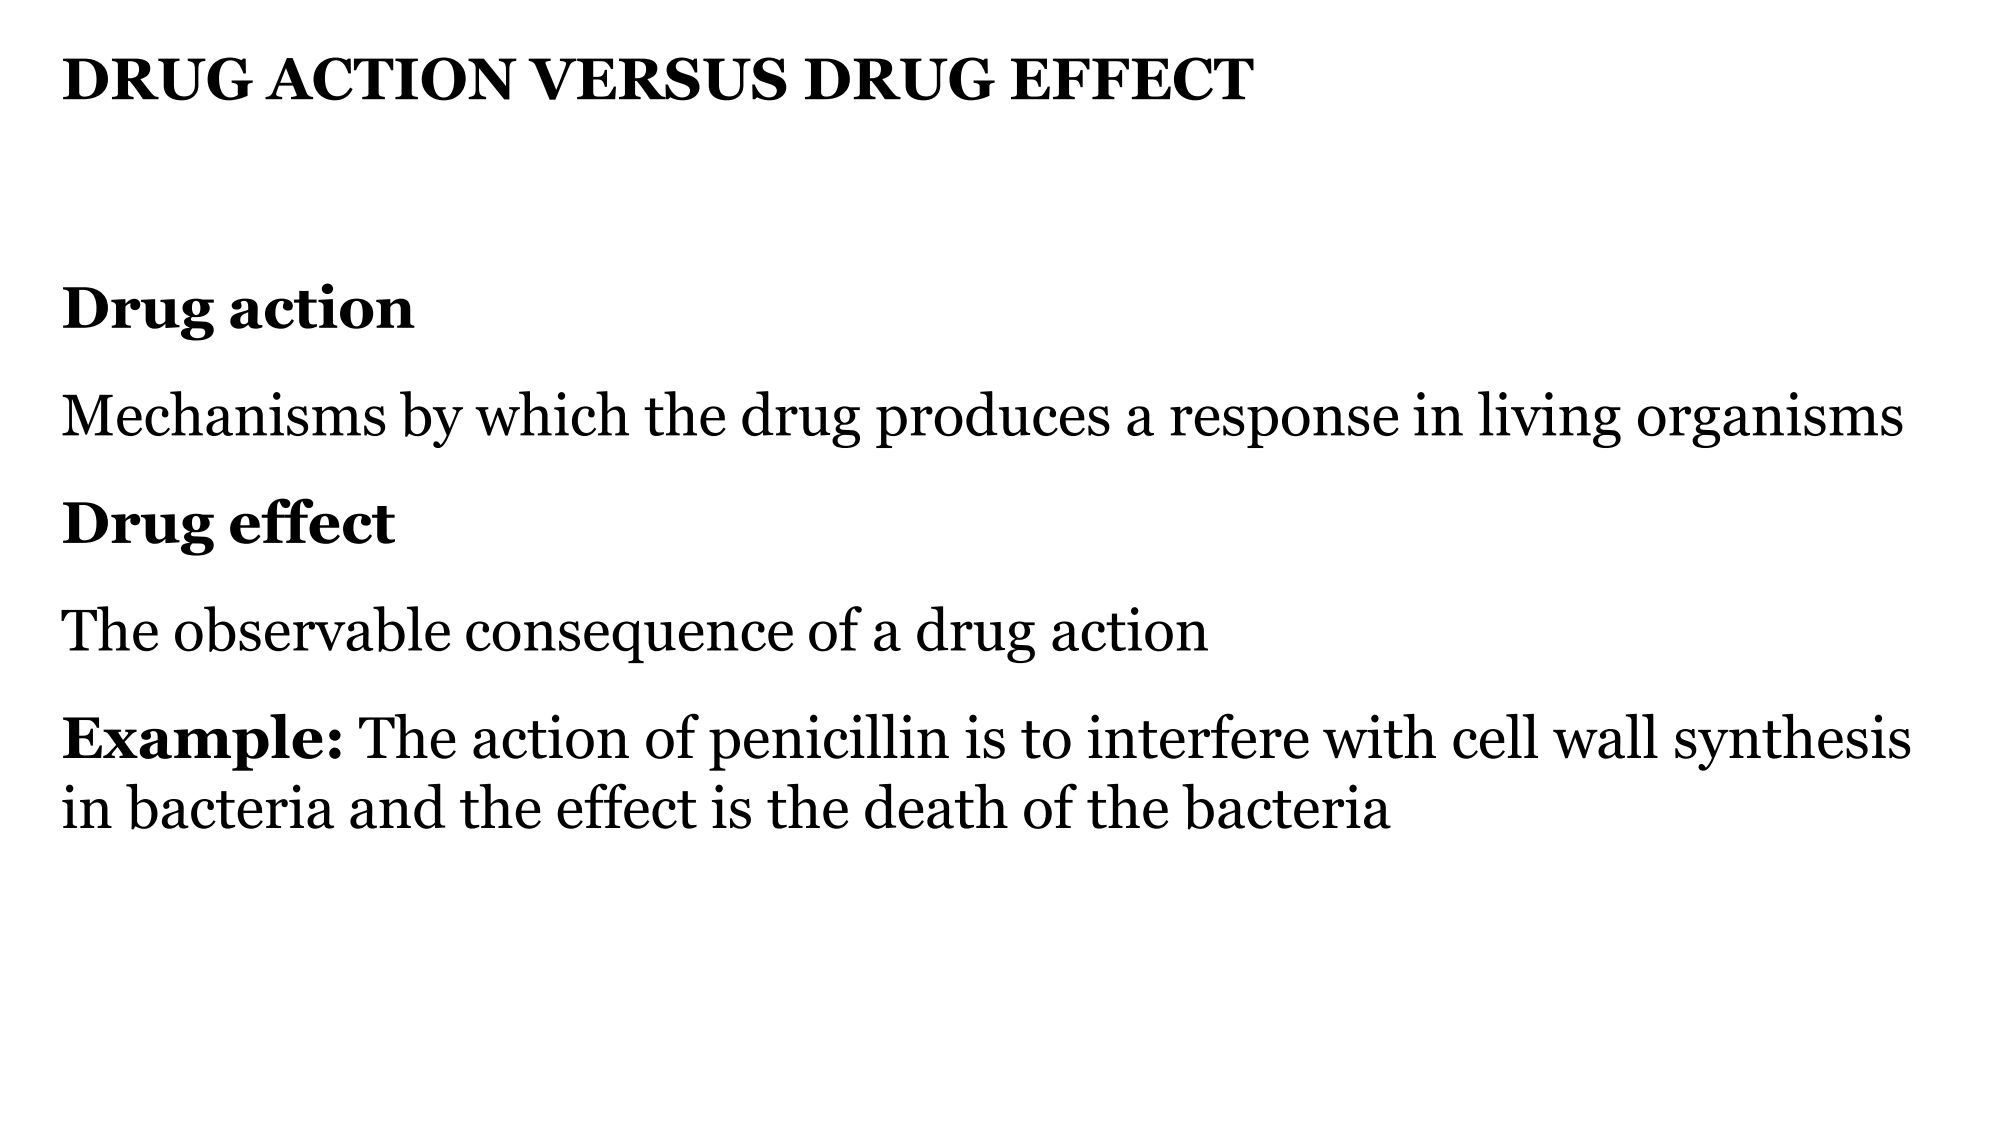 DRUG ACTION VERSUS DRUG EFFECT
Drug action
Mechanisms by which the drug produces a response in living organisms
Drug effect
The observable consequence of a drug action
Example: The action of penicillin is to interfere with cell wall synthesis
in bacteria and the effect is the death of the bacteria